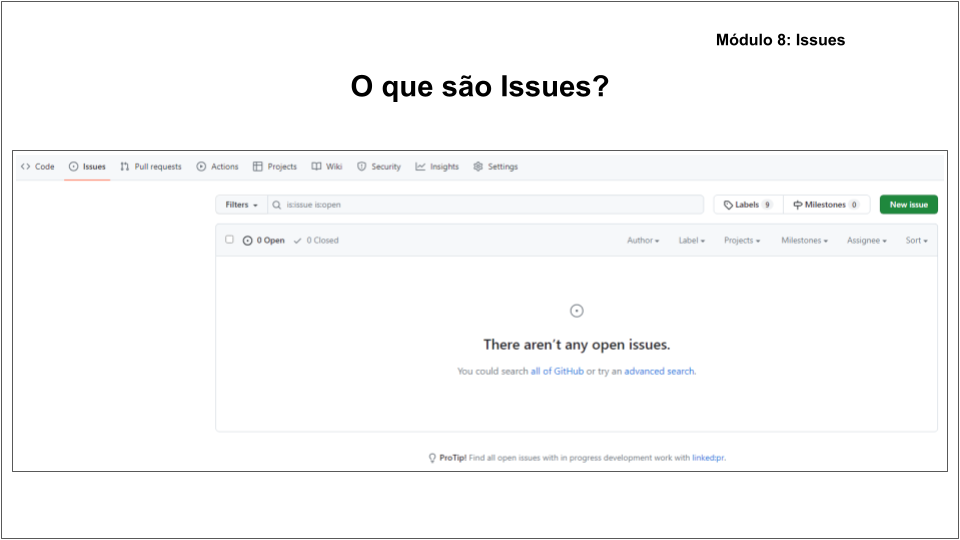 Módulo 8: Issues
O que são Issues?
Code Issues Pull requests Actions Projects Wiki Security Insights Settings
Filters is:issue is:open Labels 9 Milestones 0 New issue
0 Open 0 Closed Author Label Projects Milestones Assignee Sort
There aren't any open issues.
You could search all of GitHub or try an advanced search.
ProTip! Find all open issues with in progress development work with linked:pr.